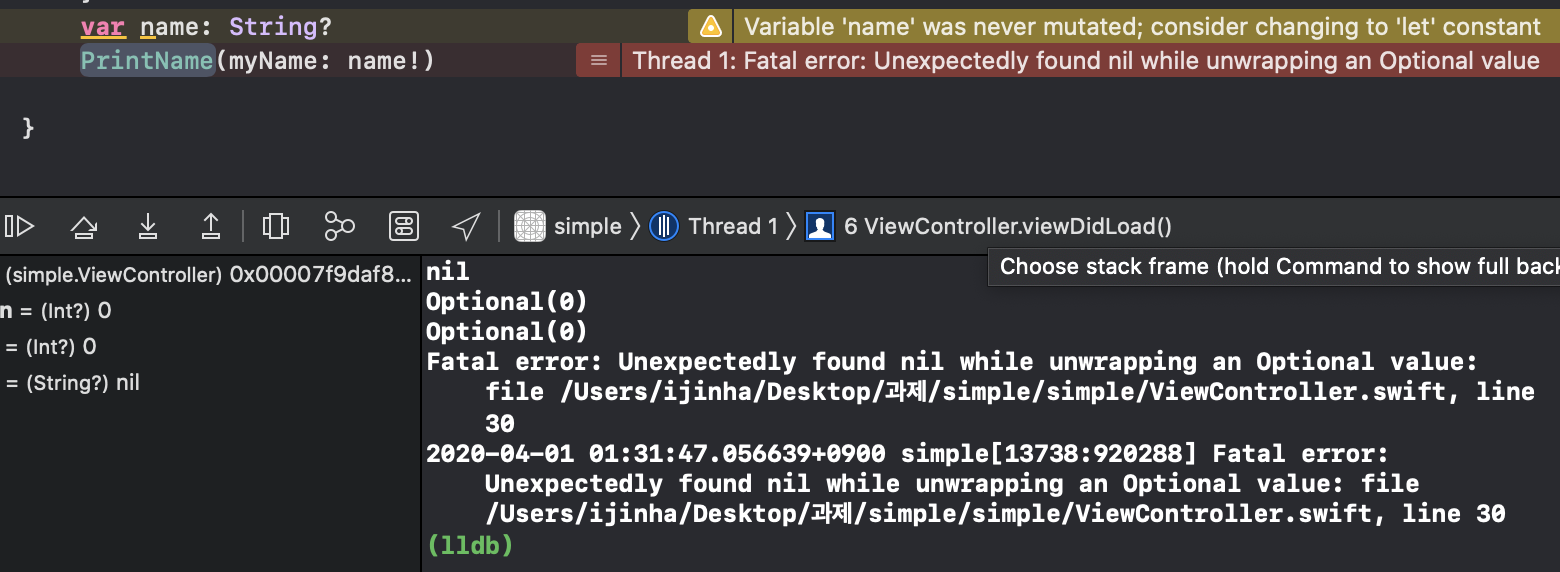 var name: String?
Variable 'name' was never mutated; consider changing to 'let' constant
PrintName(myName: name!)
Thread 1: Fatal error: Unexpectedly found nil while unwrapping an Optional value
}
simple
Thread 1
6 ViewController.viewDidLoad()
Choose stack frame (hold Command to show full
(simple.ViewController) 0x00007f9daf8...
n = (Int?) 0
= (Int?) 0
= (String?) nil
nil
Optional(0)
Optional(0)
Fatal error: Unexpectedly found nil while unwrapping an Optional value:
file /Users/ijinha/Desktop/과제/simple/simple/ViewController.swift, line
30
2020-04-01 01:31:47.056639+0900 simple[13738:920288] Fatal error:
Unexpectedly found nil while unwrapping an Optional value: file
/Users/ijinha/Desktop/과제/simple/simple/ViewController.swift, line 30
(lldb)